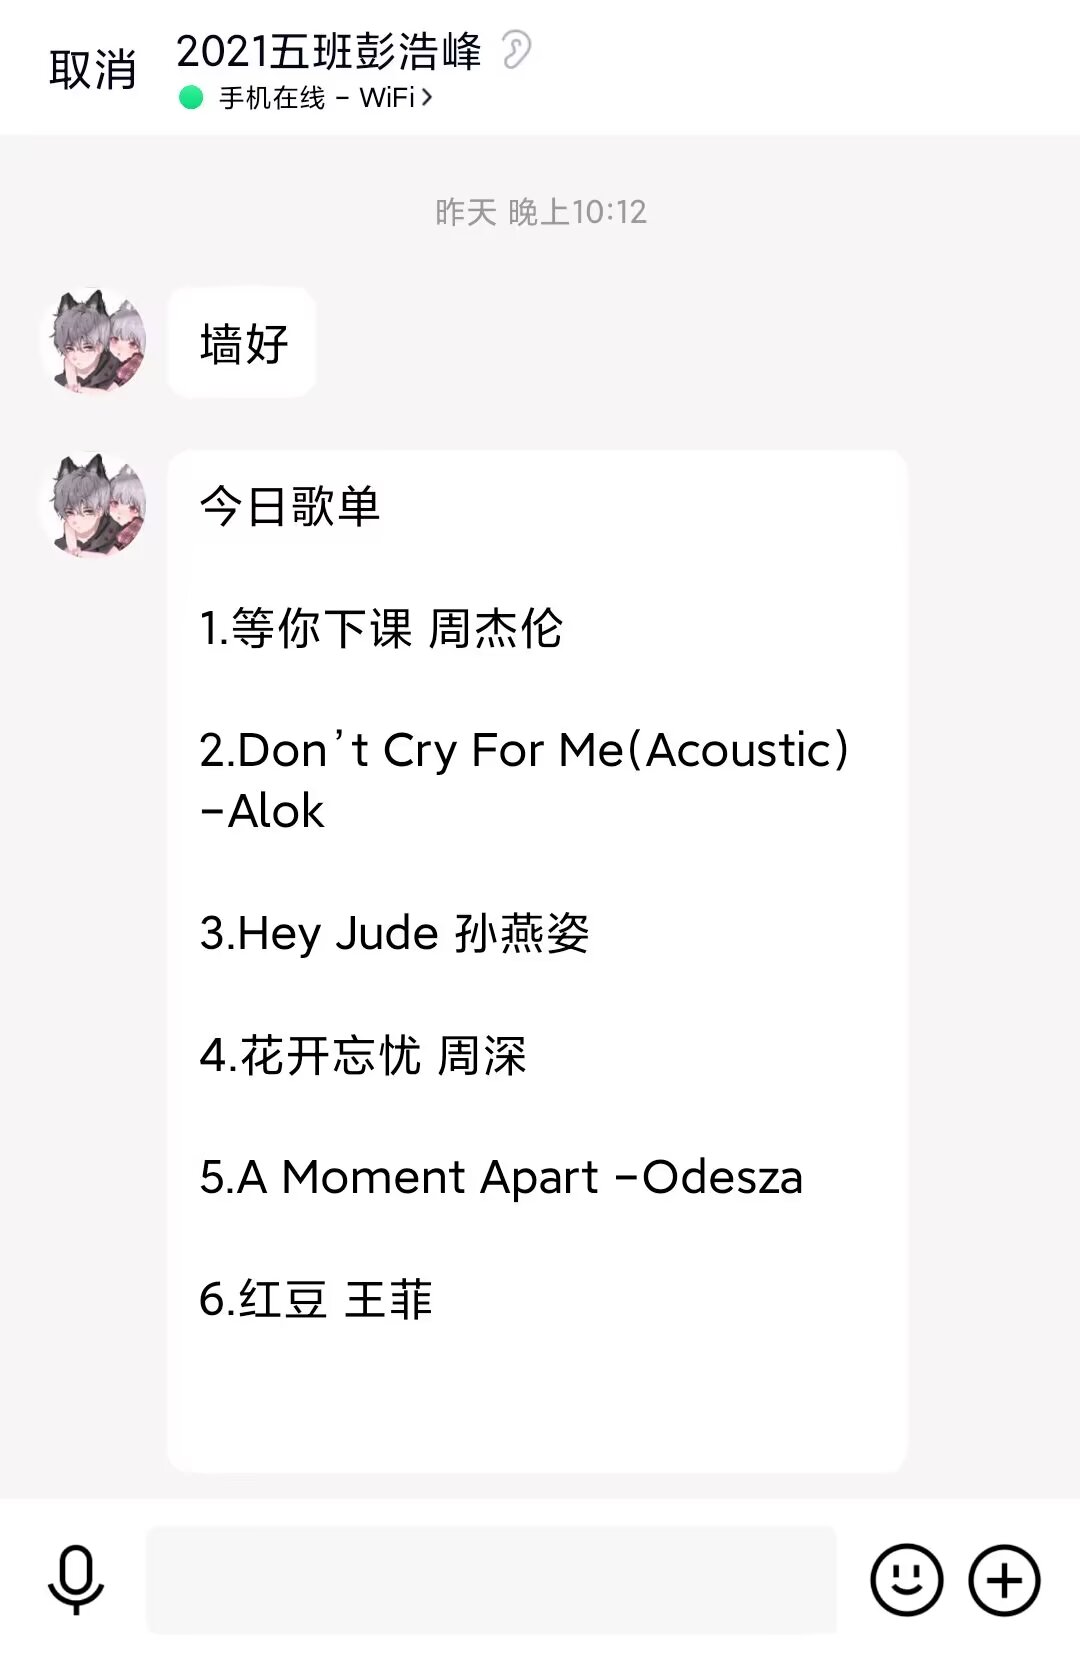 取消
2021五班彭浩峰
手机在线 - WiFi>
昨天 晚上10:12
墙好
今日歌单
1.等你下课 周杰伦
2.Don't Cry For Me(Acoustic)
-Alok
3.Hey Jude 孙燕姿
4.花开忘忧 周深
5.A Moment Apart -Odesza
6.红豆 王菲